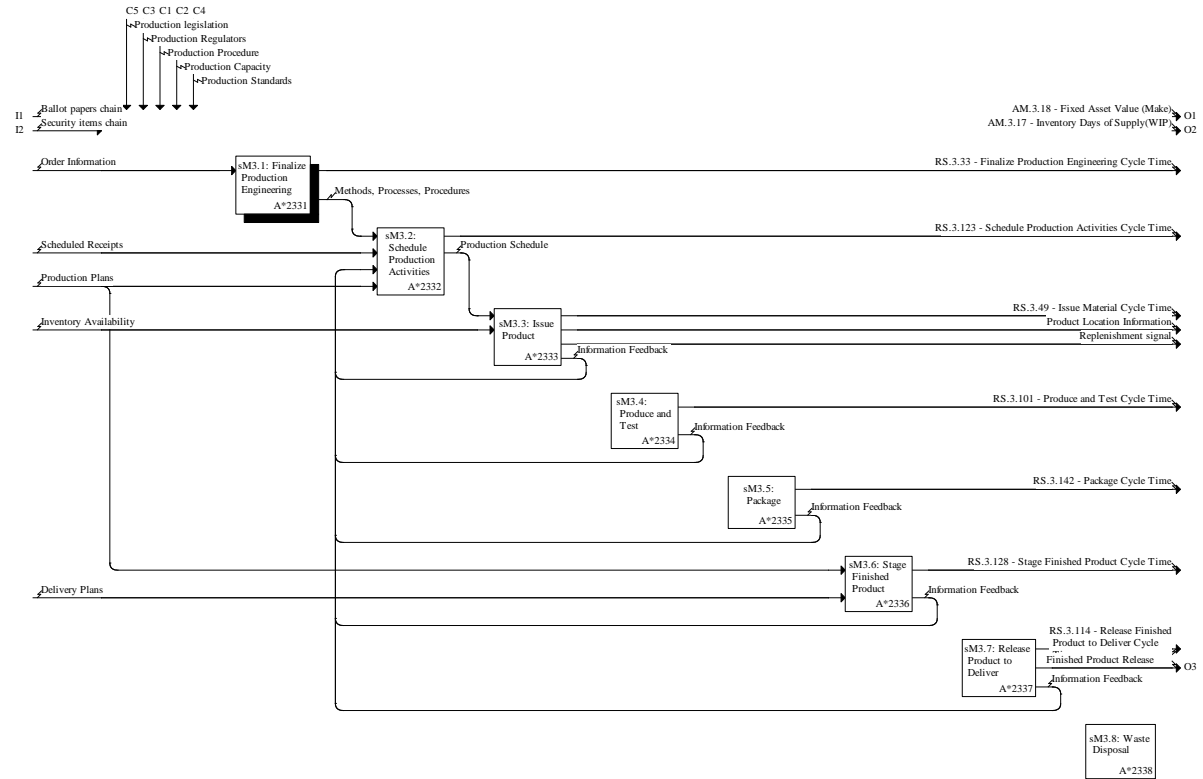 C5 C3 C1 C2 C4
Production legislation
Production Regulators
Production Procedure
Production Capacity
Production Standards
I1
Ballot papers chain
I2
Security items chain
AM.3.18 - Fixed Asset Value (Make)
O1
AM.3.17 - Inventory Days of Supply(WIP)
O2
Order Information
sM3.1: Finalize
Production
Engineering
A*2331
RS.3.33 - Finalize Production Engineering Cycle Time
Methods, Processes, Procedures
Scheduled Receipts
sM3.2:
Schedule
Production
Activities
A*2332
RS.3.123 - Schedule Production Activities Cycle Time
Production Schedule
Production Plans
Inventory Availability
sM3.3: Issue
Product
A*2333
RS.3.49 - Issue Material Cycle Time
Product Location Information
Replenishment signal
Information Feedback
sM3.4:
Produce and
Test
A*2334
RS.3.101 - Produce and Test Cycle Time
Information Feedback
sM3.5:
Package
A*2335
RS.3.142 - Package Cycle Time
Information Feedback
Delivery Plans
sM3.6: Stage
Finished
Product
A*2336
RS.3.128 - Stage Finished Product Cycle Time
Information Feedback
sM3.7: Release
Product to
Deliver
A*2337
RS.3.114 - Release Finished
Product to Deliver Cycle
Finished Product Release
O3
Information Feedback
sM3.8: Waste
Disposal
A*2338